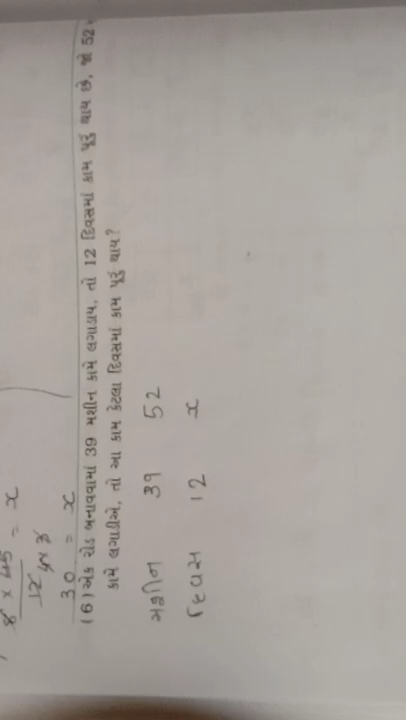 8 × 45 = x
30 = x
(6) એક રોડ બનાવવામાં 39 મશીન કામે લગાડાય, તો 12 દિવસમાં કામ પૂરું થાય છે. જો 52
કામે લગાડીએ, તો આ કામ કેટલા દિવસમાં કામ પૂરું થાય?
મશીન 39 52
દિવસ 12 x